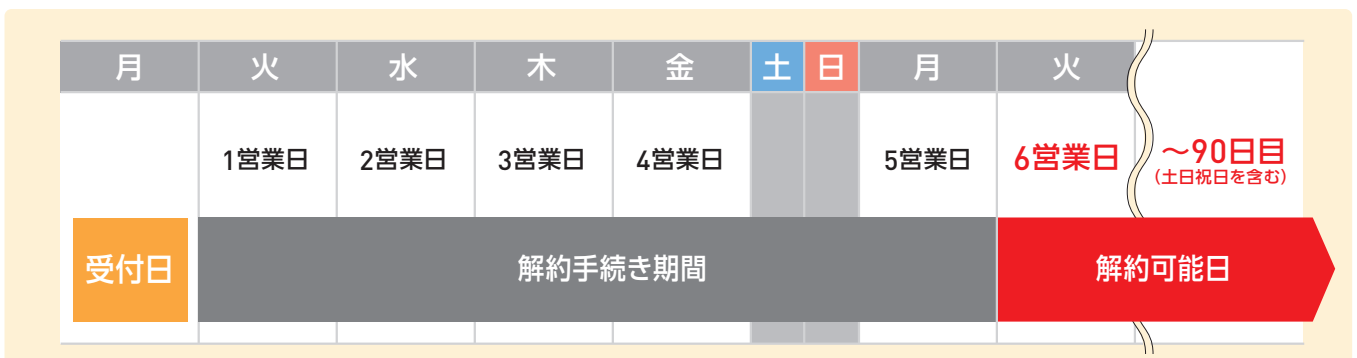 月 火 水 木 金 土 日 月 火
1営業日 2営業日 3営業日 4営業日 5営業日 6営業日 〜90日目
(土日祝日を含む)
受付日 解約手続き期間 解約可能日